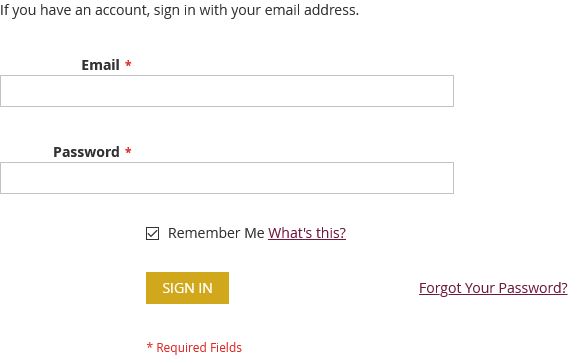 If you have an account, sign in with your email address.
Email *
Password *
Remember Me What's this?
SIGN IN Forgot Your Password?
* Required Fields